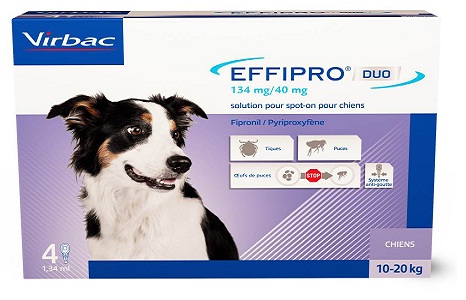 Virbac
EFFIPRO® DUO
134 mg/40 mg
solution pour spot-on pour chiens
Fipronil / Pyriproxyfène
Tiques
Puces
Œufs de puces
STOP
Système
anti-goutte
4
1,34 ml
CHIENS
10-20 kg